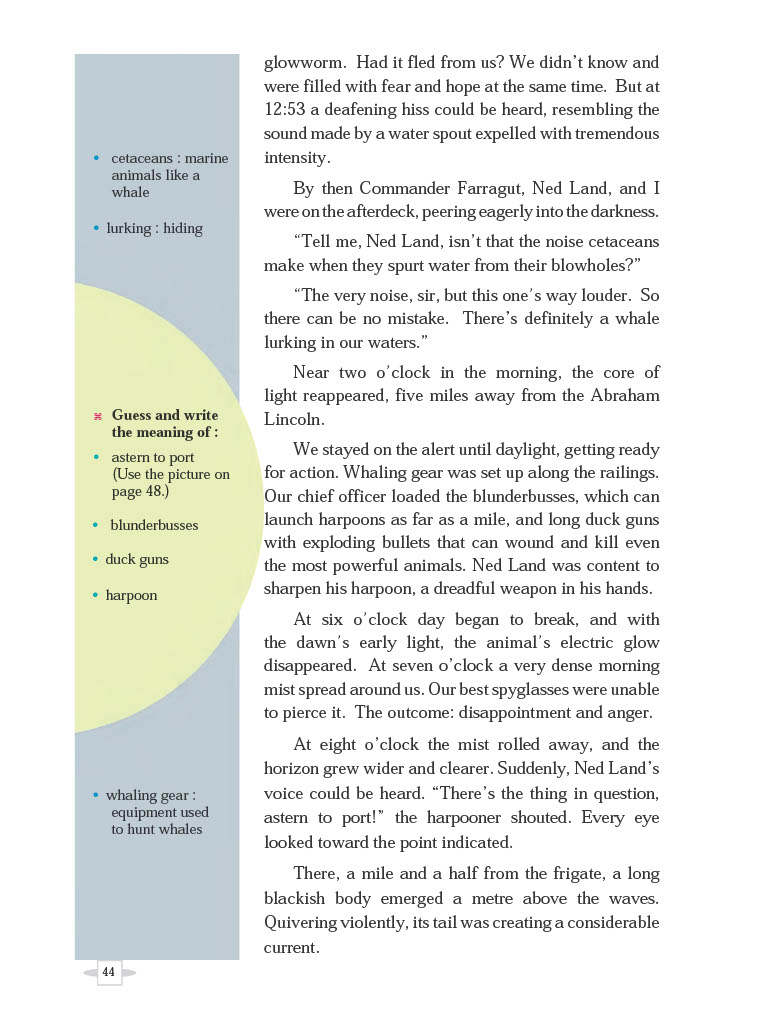 glowworm. Had it fled from us? We didn't know and
were filled with fear and hope at the same time. But at
12:53 a deafening hiss could be heard, resembling the
sound made by a water spout expelled with tremendous
intensity.
By then Commander Farragut, Ned Land, and I
were on the afterdeck, peering eagerly into the darkness.
“Tell me, Ned Land, isn't that the noise cetaceans
make when they spurt water from their blowholes?”
“The very noise, sir, but this one's way louder. So
there can be no mistake. There's definitely a whale
lurking in our waters.”
Near two o'clock in the morning, the core of
light reappeared, five miles away from the Abraham
Lincoln.
We stayed on the alert until daylight, getting ready
for action. Whaling gear was set up along the railings.
Our chief officer loaded the blunderbusses, which can
launch harpoons as far as a mile, and long duck guns
with exploding bullets that can wound and kill even
the most powerful animals. Ned Land was content to
sharpen his harpoon, a dreadful weapon in his hands.
At six o'clock day began to break, and with
the dawn's early light, the animal's electric glow
disappeared. At seven o'clock a very dense morning
mist spread around us. Our best spyglasses were unable
to pierce it. The outcome: disappointment and anger.
At eight o'clock the mist rolled away, and the
horizon grew wider and clearer. Suddenly, Ned Land's
voice could be heard. “There's the thing in question,
astern to port!” the harpooner shouted. Every eye
looked toward the point indicated.
There, a mile and a half from the frigate, a long
blackish body emerged a metre above the waves.
Quivering violently, its tail was creating a considerable
current.
• cetaceans : marine
animals like a
whale
• lurking : hiding
⌘ Guess and write
the meaning of :
• astern to port
(Use the picture on
page 48.)
• blunderbusses
• duck guns
• harpoon
• whaling gear :
equipment used
to hunt whales
44